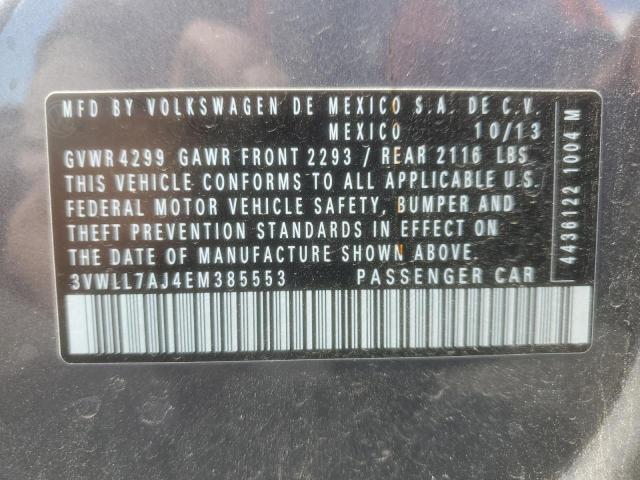 MFD BY VOLKSWAGEN DE MEXICO S.A. DE C.V.
MEXICO 10/13
GVWR 4299 GAWR FRONT 2293 / REAR 2116 LBS
THIS VEHICLE CONFORMS TO ALL APPLICABLE U.S.
FEDERAL MOTOR VEHICLE SAFETY, BUMPER AND
THEFT PREVENTION STANDARDS IN EFFECT ON
THE DATE OF MANUFACTURE SHOWN ABOVE.
3VWLL7AJ4EM385553 PASSENGER CAR
4436122 1004 M